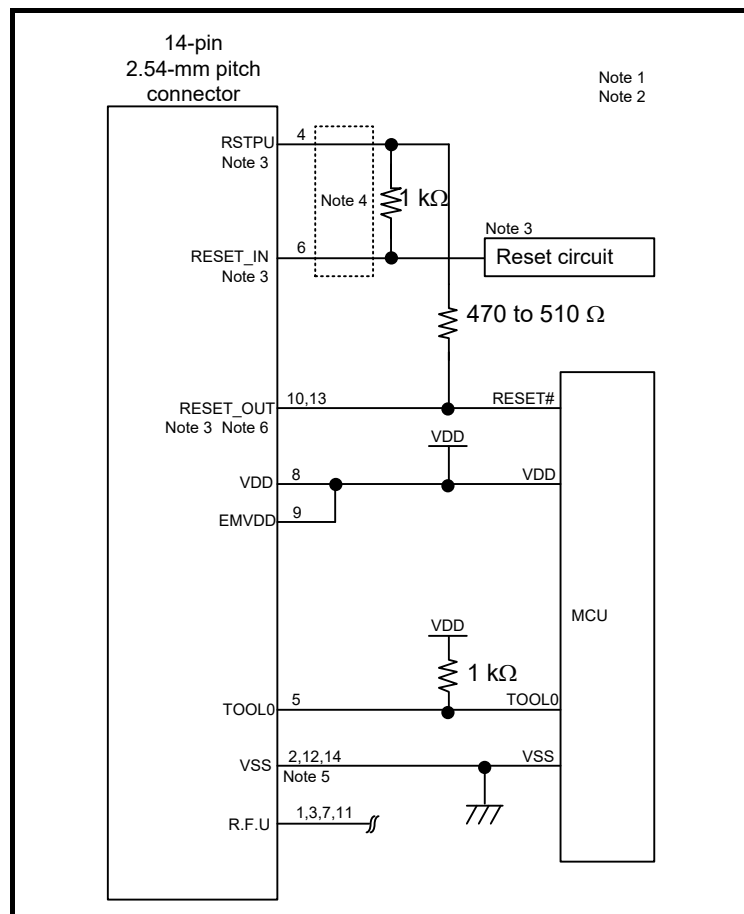 14-pin
2.54-mm pitch
connector
Note 1
Note 2
RSTPU
Note 3
4
Note 4
1 kΩ
RESET_IN
Note 3
6
Note 3
Reset circuit
470 to 510 Ω
RESET_OUT
Note 3 Note 6
10,13
RESET#
VDD
VDD
8
VDD
EMVDD
9
MCU
VDD
1 kΩ
TOOL0
5
TOOL0
VSS
2,12,14
Note 5
VSS
R.F.U
1,3,7,11